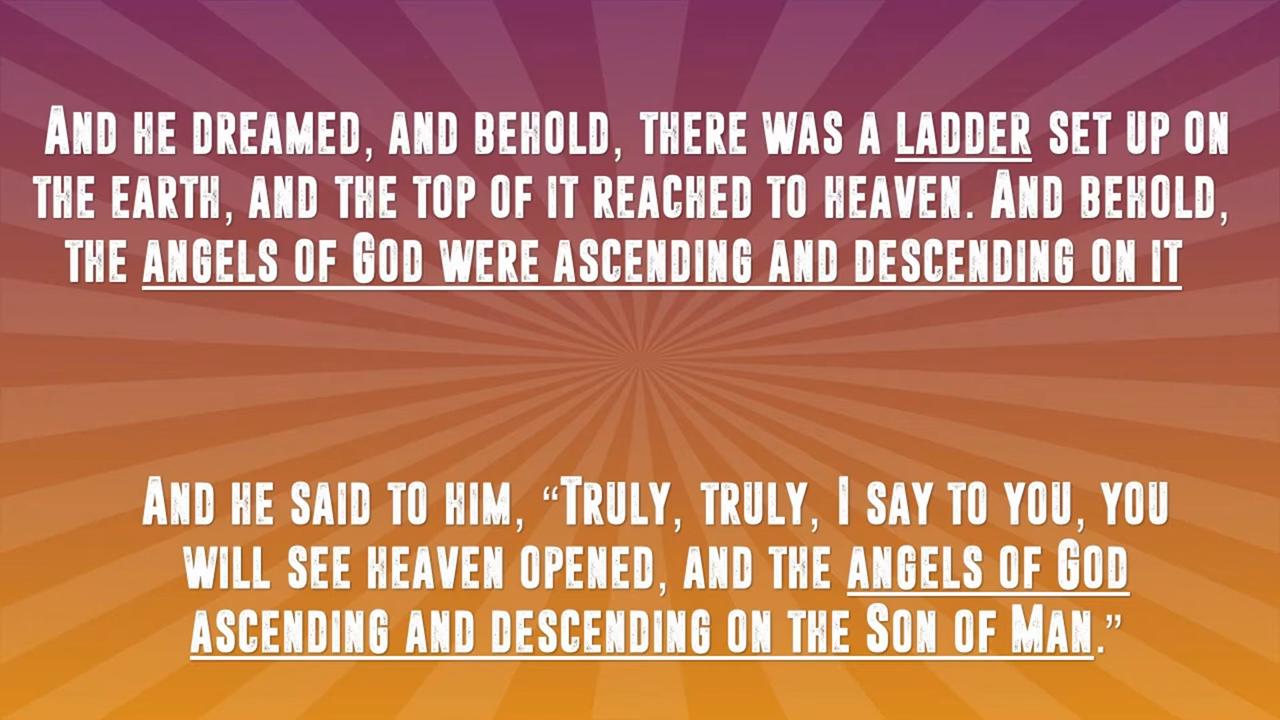 And he dreamed, and behold, there was a ladder set up on
the earth, and the top of it reached to heaven. And behold,
the angels of God were ascending and descending on it
And he said to him, “Truly, truly, I say to you, you
will see heaven opened, and the angels of God
ascending and descending on the Son of Man.”